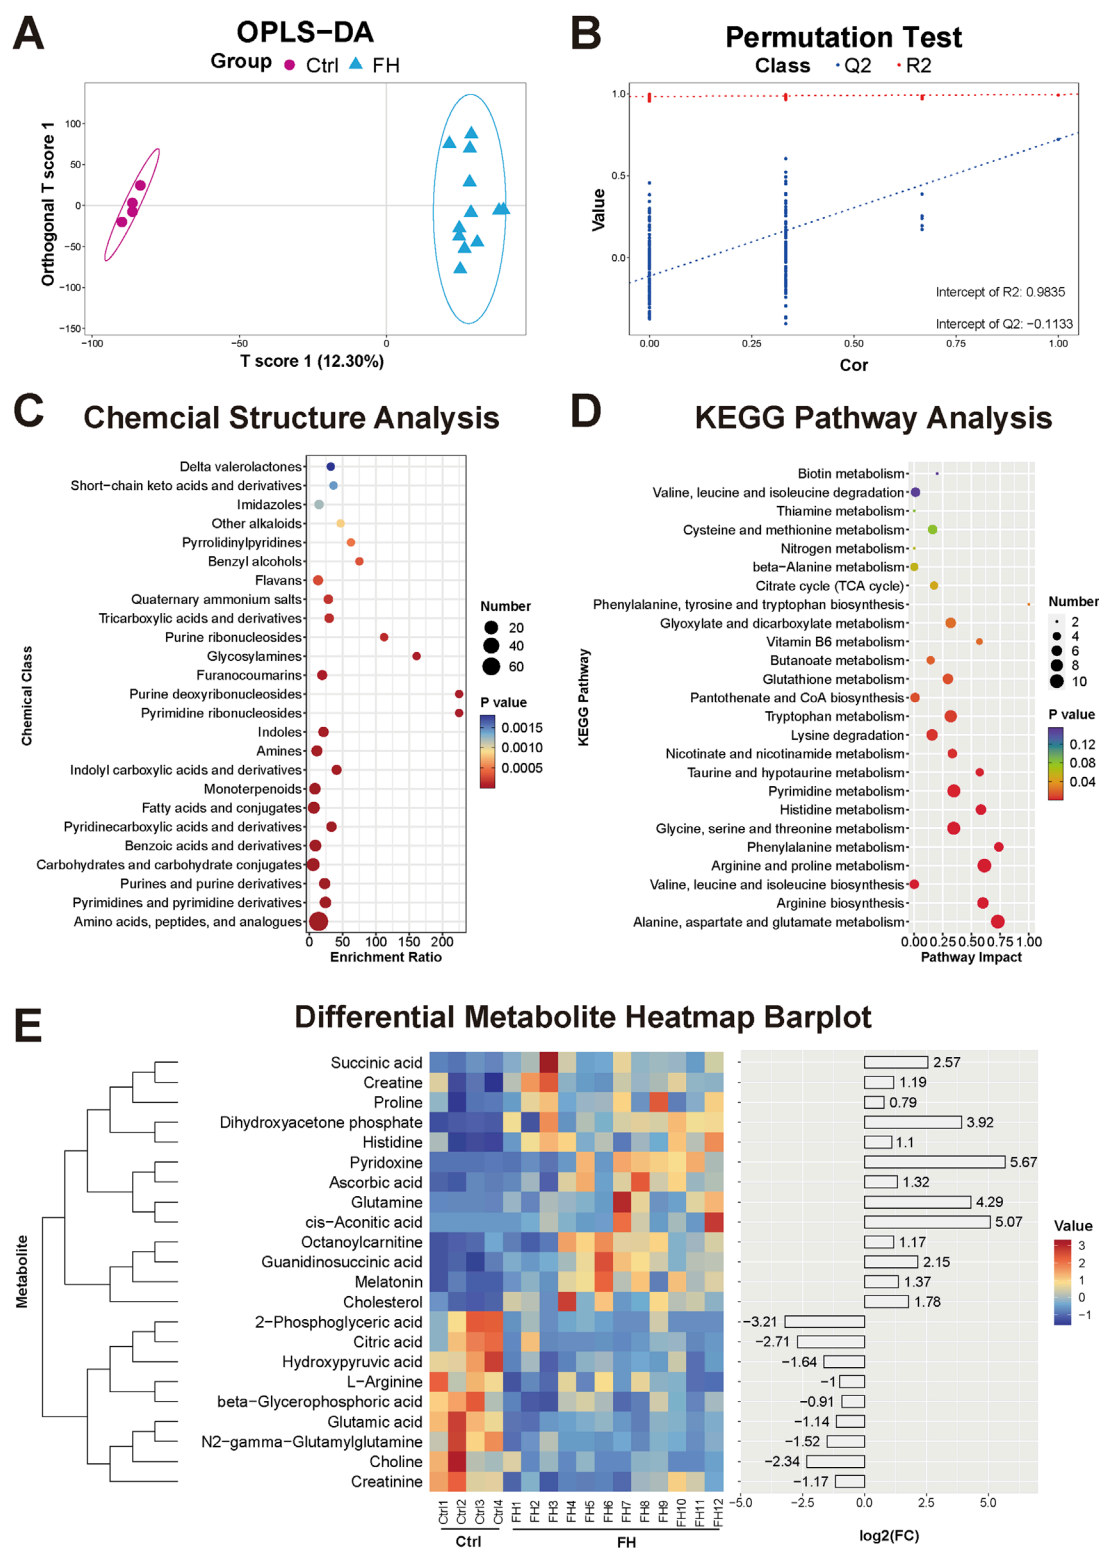 A
OPLS−DA
Group Ctrl FH
Orthogonal T score 1
100
50
0
−50
−100
−150
−100 −50 0
T score 1 (12.30%)
B
Permutation Test
Class Q2 R2
Value
1.0
0.5
0.0
Intercept of R2: 0.9835
Intercept of Q2: −0.1133
0.00 0.25 0.50 0.75 1.00
Cor
C
Chemcial Structure Analysis
Chemical Class
Delta valerolactones
Short−chain keto acids and derivatives
Imidazoles
Other alkaloids
Pyrrolidinylpyridines
Benzyl alcohols
Flavans
Quaternary ammonium salts
Tricarboxylic acids and derivatives
Purine ribonucleosides
Glycosylamines
Furanocoumarins
Purine deoxyribonucleosides
Pyrimidine ribonucleosides
Indoles
Amines
Indolyl carboxylic acids and derivatives
Monoterpenoids
Fatty acids and conjugates
Pyridinecarboxylic acids and derivatives
Benzoic acids and derivatives
Carbohydrates and carbohydrate conjugates
Purines and purine derivatives
Pyrimidines and pyrimidine derivatives
Amino acids, peptides, and analogues
0 50 100 150 200
Enrichment Ratio
Number
20
40
60
P value
0.0015
0.0010
0.0005
D
KEGG Pathway Analysis
KEGG Pathway
Biotin metabolism
Valine, leucine and isoleucine degradation
Thiamine metabolism
Cysteine and methionine metabolism
Nitrogen metabolism
beta−Alanine metabolism
Citrate cycle (TCA cycle)
Phenylalanine, tyrosine and tryptophan biosynthesis
Glyoxylate and dicarboxylate metabolism
Vitamin B6 metabolism
Butanoate metabolism
Glutathione metabolism
Pantothenate and CoA biosynthesis
Tryptophan metabolism
Lysine degradation
Nicotinate and nicotinamide metabolism
Taurine and hypotaurine metabolism
Pyrimidine metabolism
Histidine metabolism
Glycine, serine and threonine metabolism
Phenylalanine metabolism
Arginine and proline metabolism
Valine, leucine and isoleucine biosynthesis
Arginine biosynthesis
Alanine, aspartate and glutamate metabolism
0.00 0.25 0.50 0.75 1.00
Pathway Impact
Number
2
4
6
8
10
P value
0.12
0.08
0.04
E
Differential Metabolite Heatmap Barplot
Metabolite
Succinic acid 2.57
Creatine 1.19
Proline 0.79
Dihydroxyacetone phosphate 3.92
Histidine 1.1
Pyridoxine 5.67
Ascorbic acid 1.32
Glutamine 4.29
cis−Aconitic acid 5.07
Octanoylcarnitine 1.17
Guanidinosuccinic acid 2.15
Melatonin 1.37
Cholesterol 1.78
2−Phosphoglyceric acid −3.21
Citric acid −2.71
Hydroxypyruvic acid −1.64
L−Arginine −1
beta−Glycerophosphoric acid −0.91
Glutamic acid −1.14
N2−gamma−Glutamylglutamine −1.52
Choline −2.34
Creatinine −1.17
Ctrl1 Ctrl2 Ctrl3 Ctrl4 FH1 FH2 FH3 FH4 FH5 FH6 FH7 FH8 FH9 FH10 FH11 FH12
Ctrl FH
−5.0 −2.5 0.0 2.5 5.0
log2(FC)
Value
3
2
1
0
−1